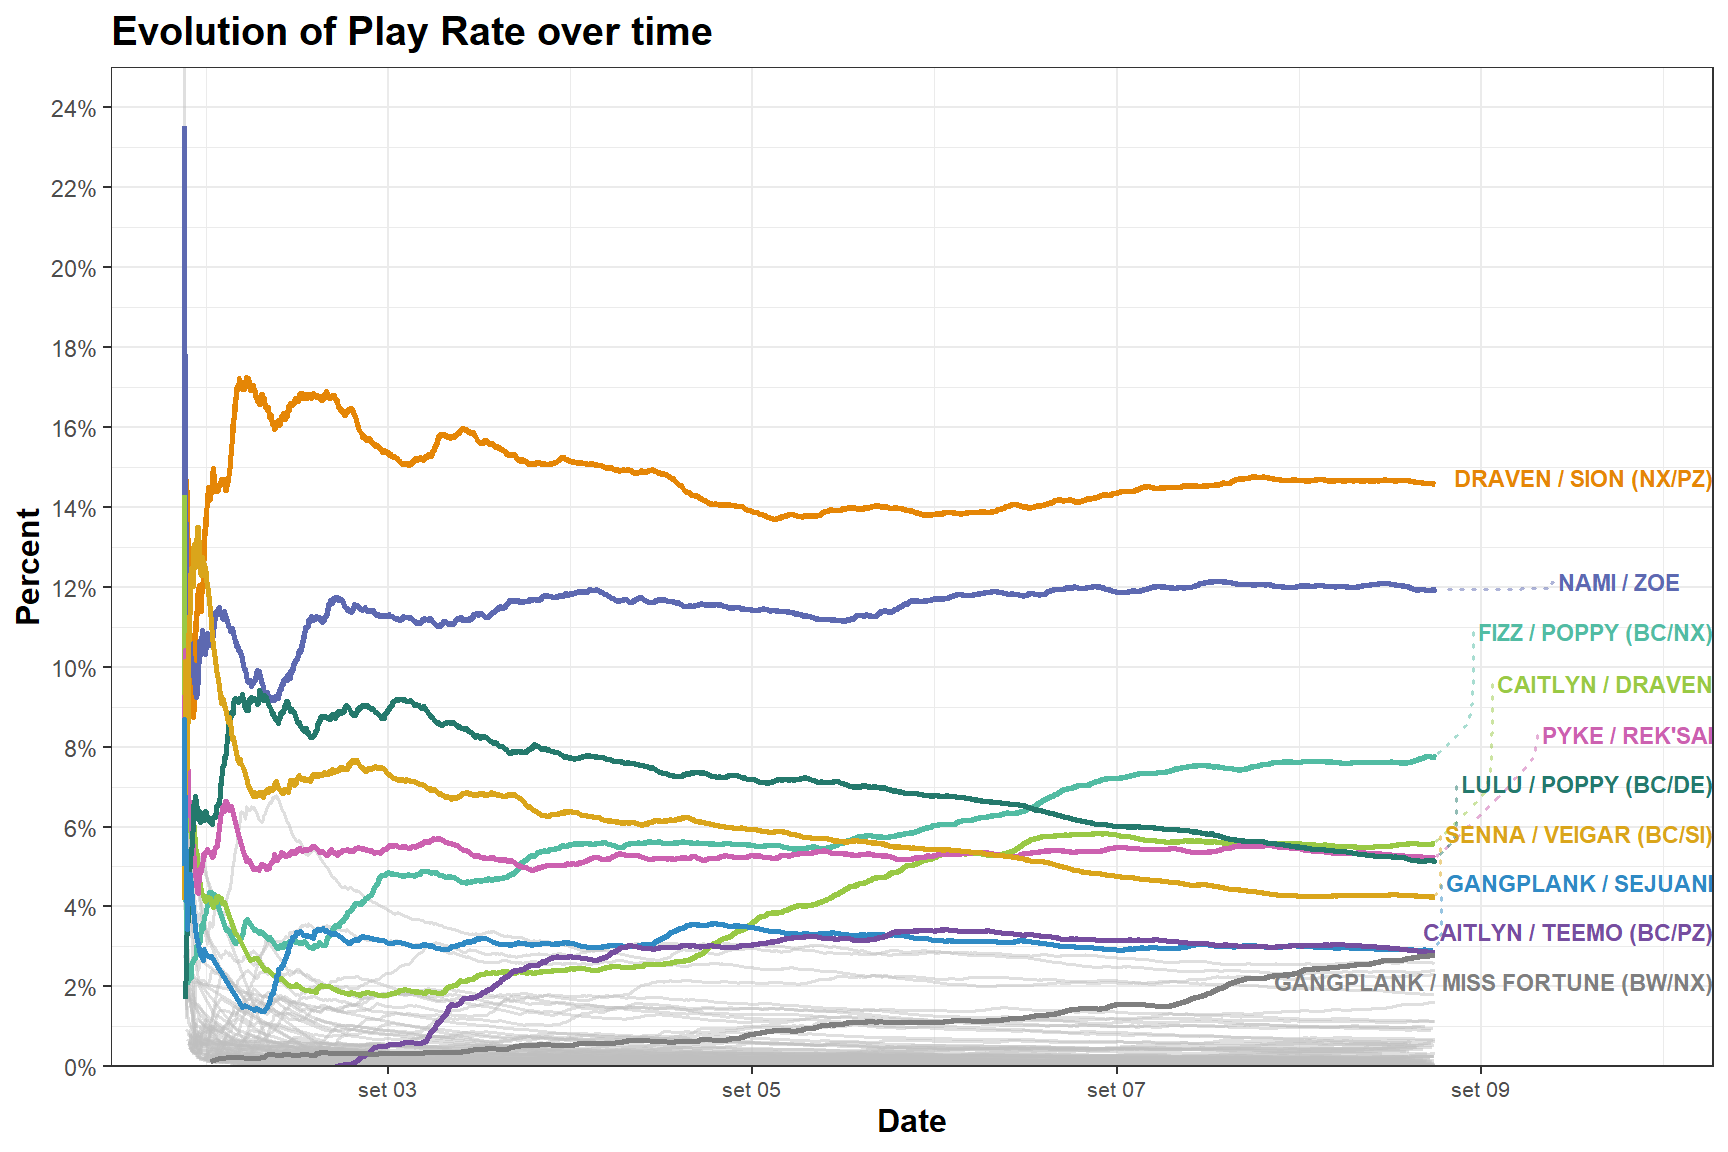 Evolution of Play Rate over time
Percent
24%
22%
20%
18%
16%
14%
12%
10%
8%
6%
4%
2%
0%
DRAVEN / SION (NX/PZ)
NAMI / ZOE
FIZZ / POPPY (BC/NX)
CAITLYN / DRAVEN
PYKE / REK'SAI
LULU / POPPY (BC/DE)
SENNA / VEIGAR (BC/SI)
GANGPLANK / SEJUANI
CAITLYN / TEEMO (BC/PZ)
GANGPLANK / MISS FORTUNE (BW/NX)
set 03
set 05
set 07
set 09
Date